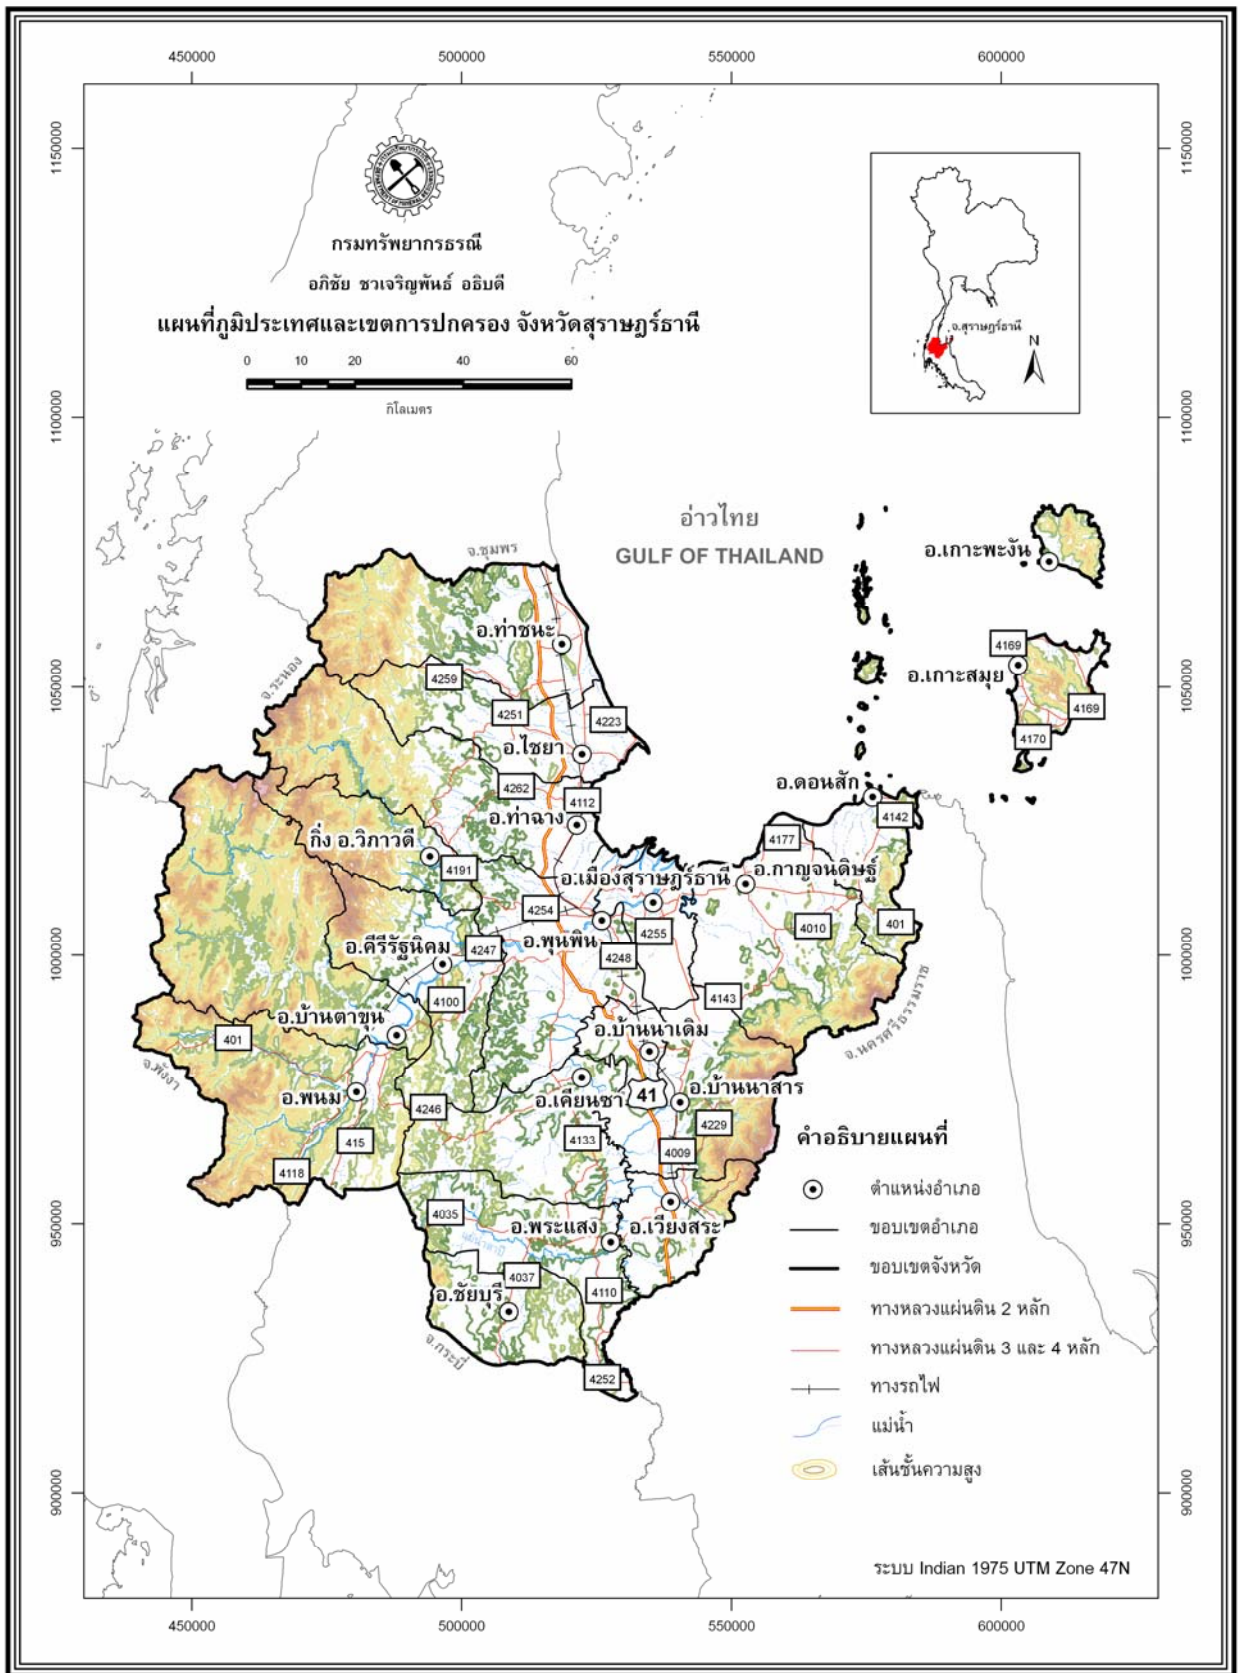 450000
500000
550000
600000
1150000
1150000
กรมทรัพยากรธรณี
อภิชัย ชวเจริญพันธ์ อธิบดี
แผนที่ภูมิประเทศและเขตการปกครอง จังหวัดสุราษฎร์ธานี
0 10 20 40 60
กิโลเมตร
จ.สุราษฎร์ธานี
N
1100000
1100000
อ่าวไทย
GULF OF THAILAND
จ.ชุมพร
อ.เกาะพะงัน
อ.ท่าชนะ
4169
จ.ระนอง
4259
อ.เกาะสมุย
1050000
1050000
4251
4223
4169
4170
อ.ไชยา
4262
4112
อ.ดอนสัก
อ.ท่าฉาง
4142
กิ่ง อ.วิภาวดี
4177
4191
อ.เมืองสุราษฎร์ธานี
อ.กาญจนดิษฐ์
4254
4255
4010
401
อ.คีรีรัฐนิคม
4247
อ.พุนพิน
4248
1000000
1000000
4100
4143
อ.บ้านตาขุน
อ.บ้านนาเดิม
จ.นครศรีธรรมราช
401
จ.พังงา
อ.พนม
อ.เคียนซา
41
อ.บ้านนาสาร
4246
4229
415
4133
4009
คำอธิบายแผนที่
4118
ตำแหน่งอำเภอ
4035
อ.พระแสง
อ.เวียงสระ
ขอบเขตอำเภอ
950000
950000
แม่น้ำตาปี
4037
ขอบเขตจังหวัด
อ.ชัยบุรี
4110
ทางหลวงแผ่นดิน 2 หลัก
จ.กระบี่
ทางหลวงแผ่นดิน 3 และ 4 หลัก
4252
ทางรถไฟ
แม่น้ำ
เส้นชั้นความสูง
900000
900000
ระบบ Indian 1975 UTM Zone 47N
450000
500000
550000
600000